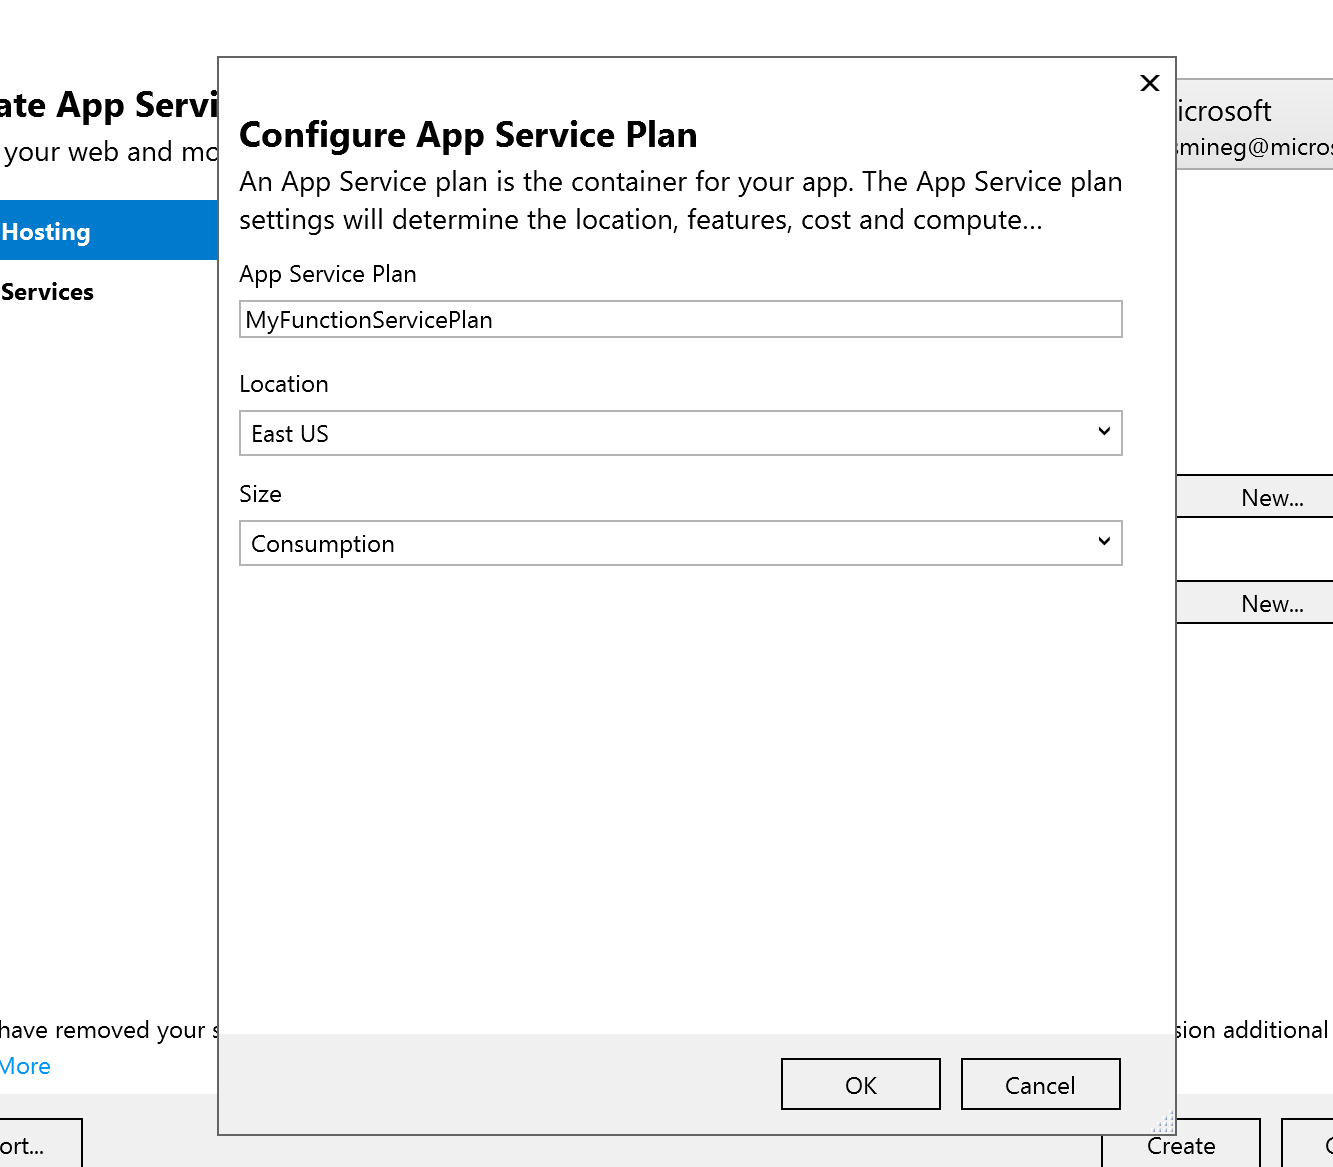 ate App Servi
your web and mo
Hosting
Services
icrosoft
smineg@micros
Configure App Service Plan
An App Service plan is the container for your app. The App Service plan
settings will determine the location, features, cost and compute...
App Service Plan
MyFunctionServicePlan
Location
East US
Size
Consumption
New...
New...
have removed your s
sion additional
More
OK
Cancel
ort...
Create